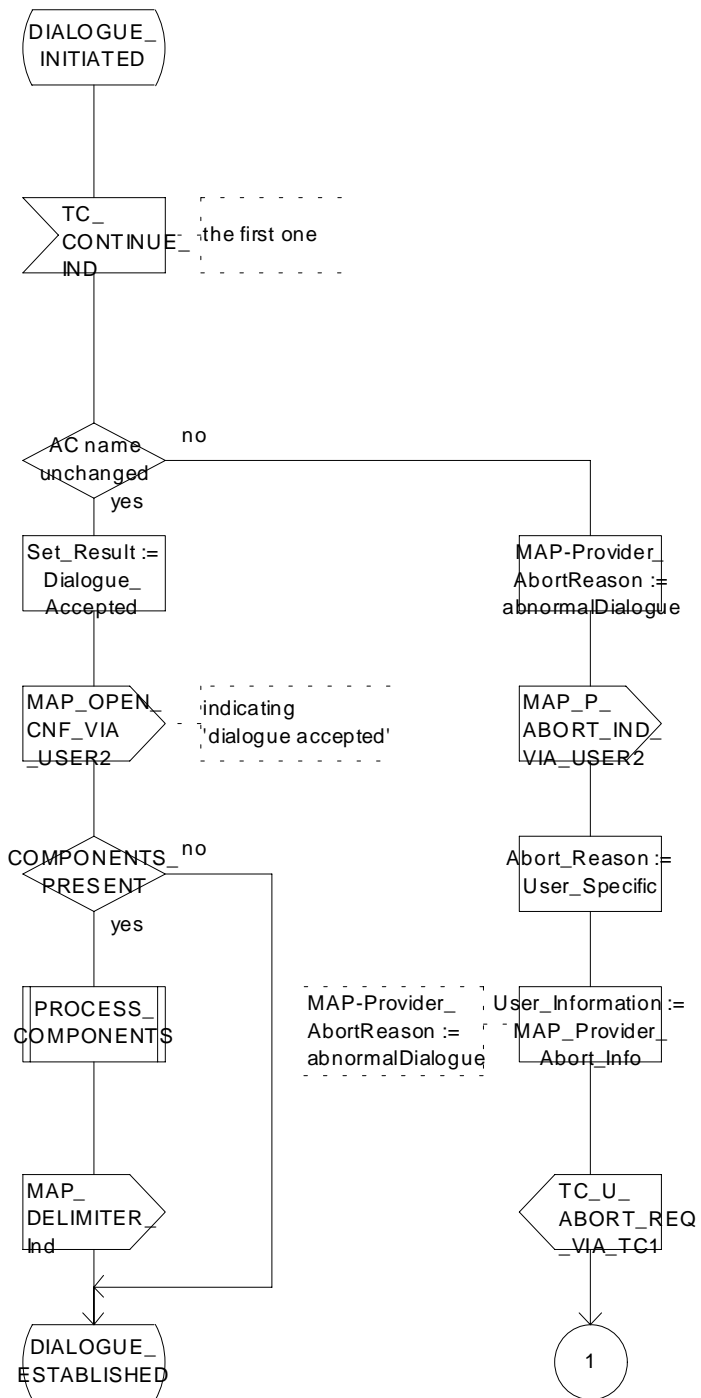 DIALOGUE_
INITIATED
TC_
CONTINUE_
IND
the first one
AC name
unchanged
no
yes
Set_Result :=
Dialogue_
Accepted
MAP-Provider_
AbortReason :=
abnormalDialogue
MAP_OPEN_
CNF_VIA
_USER2
indicating
'dialogue accepted'
MAP_P_
ABORT_IND_
VIA_USER2
COMPONENTS_
PRESENT
no
yes
Abort_Reason :=
User_Specific
PROCESS_
COMPONENTS
MAP-Provider_
AbortReason :=
abnormalDialogue
User_Information :=
MAP_Provider_
Abort_Info
MAP_
DELIMITER_
Ind
TC_U_
ABORT_REQ
_VIA_TC1
DIALOGUE_
ESTABLISHED
1